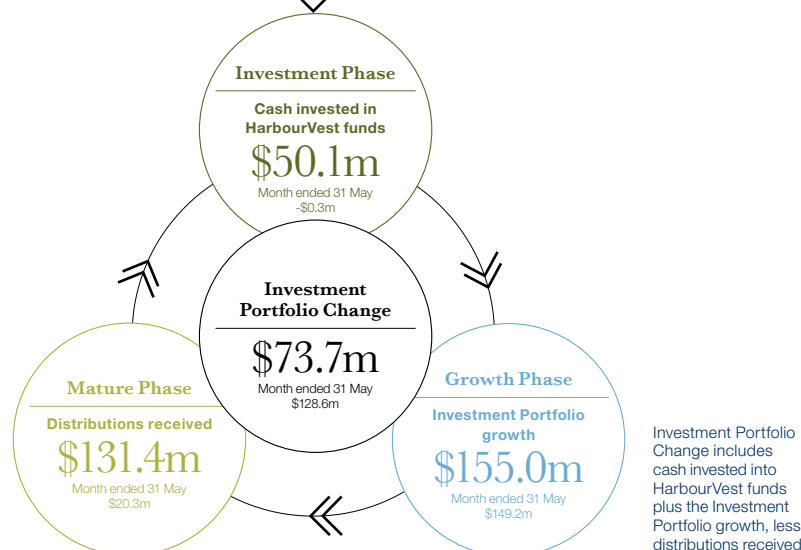 Investment Phase
Cash invested in
HarbourVest funds
$50.1m
Month ended 31 May
-$0.3m
Investment
Portfolio Change
$73.7m
Month ended 31 May
$128.6m
Mature Phase
Distributions received
$131.4m
Month ended 31 May
$20.3m
Growth Phase
Investment Portfolio
growth
$155.0m
Month ended 31 May
$149.2m
Investment Portfolio
Change includes
cash invested into
HarbourVest funds
plus the Investment
Portfolio growth, less
distributions received